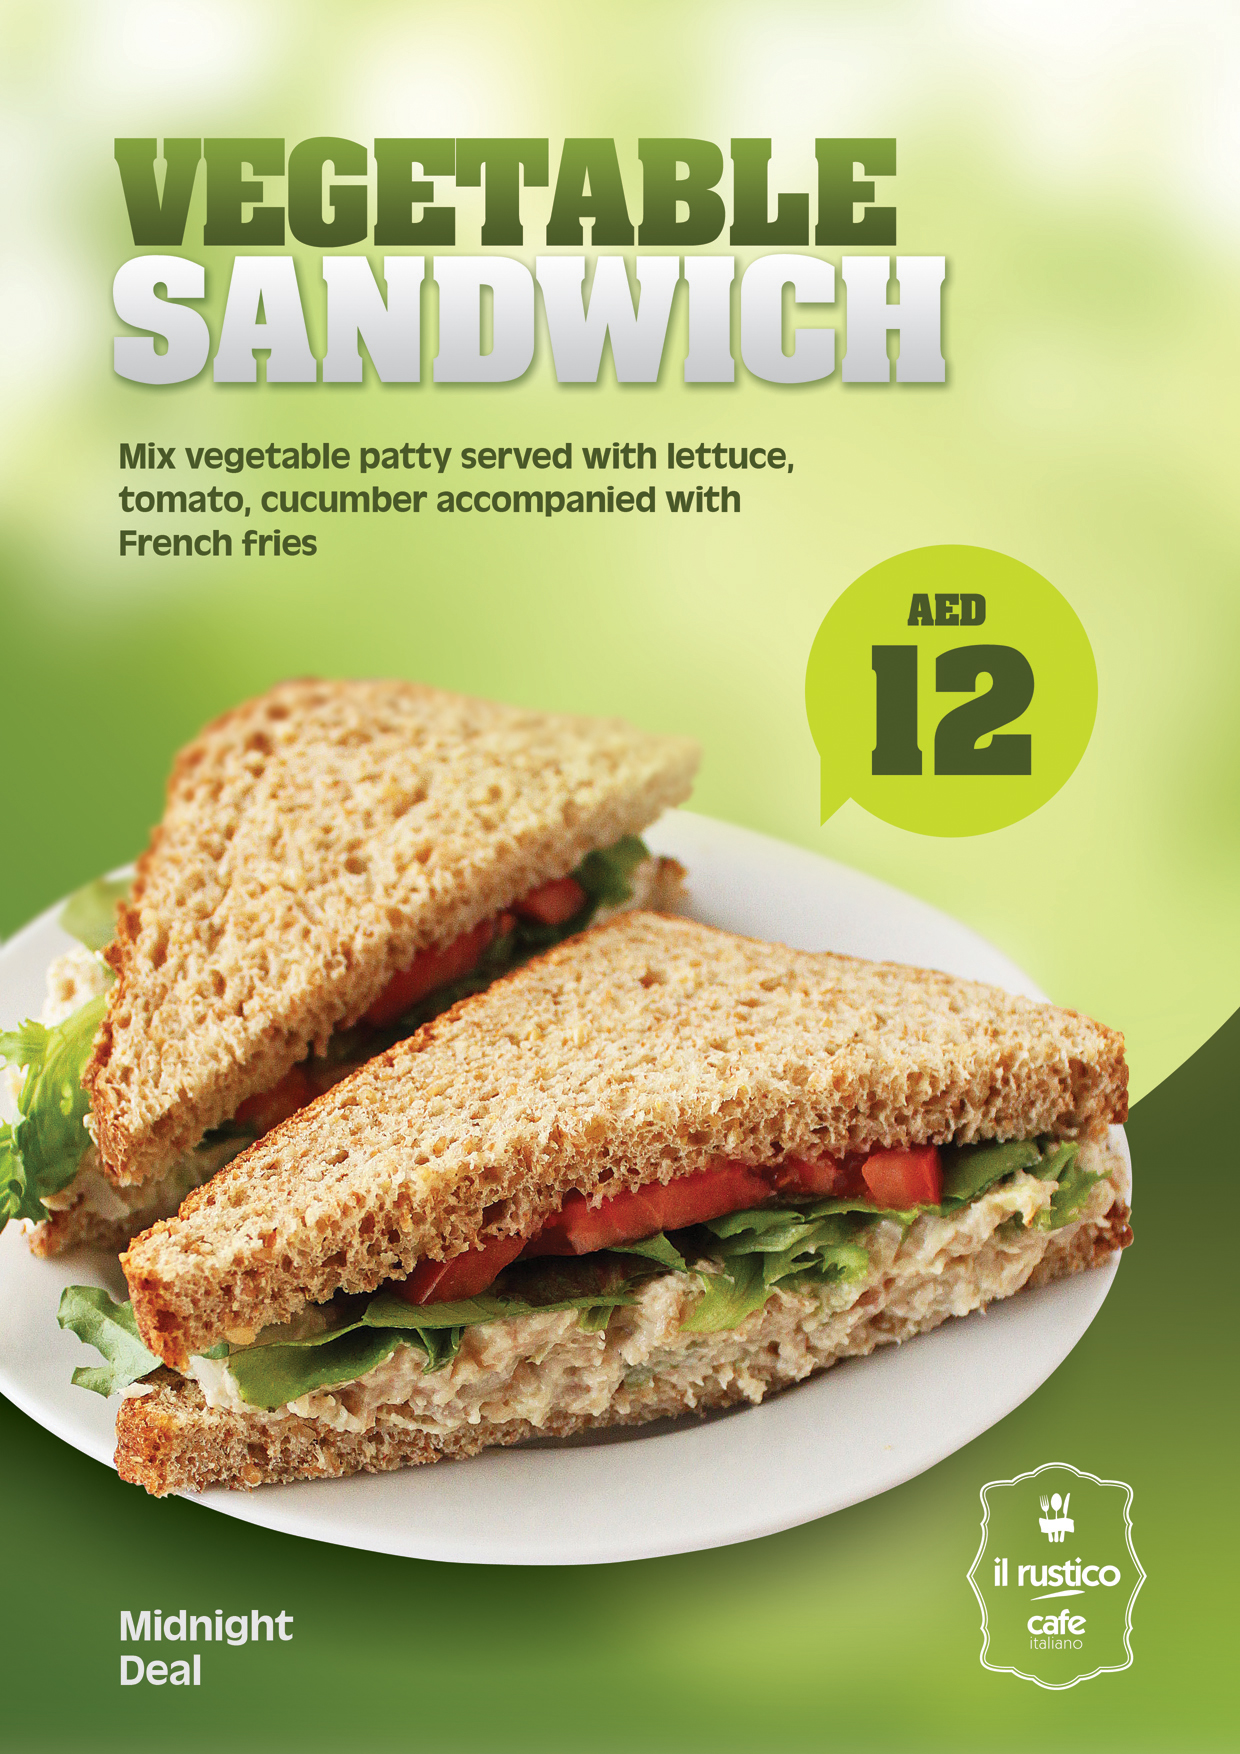 VEGETABLE
SANDWICH
Mix vegetable patty served with lettuce,
tomato, cucumber accompanied with
French fries
AED
12
Midnight
Deal
il rustico
cafe
italiano